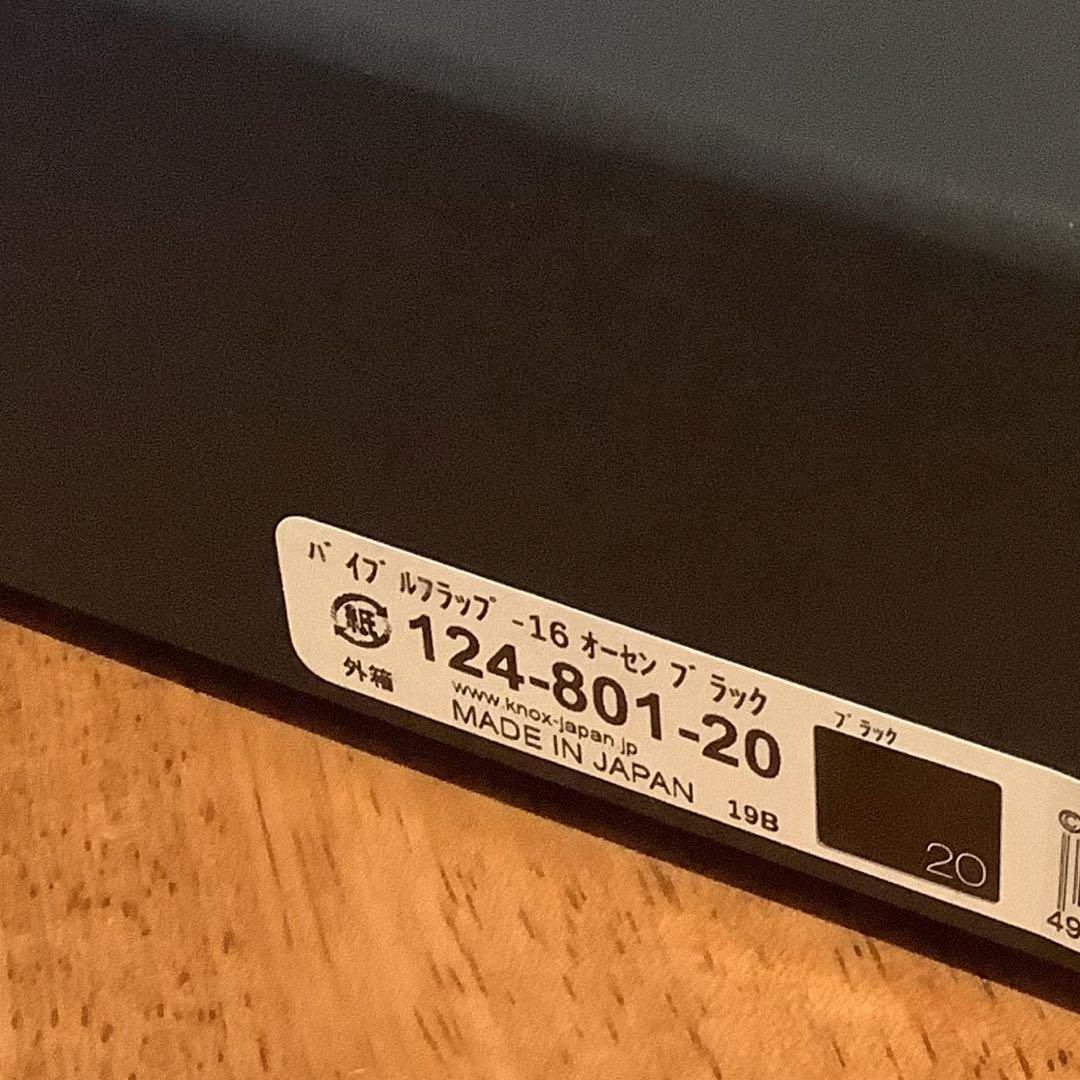 ﾊﾞｲﾌﾞﾙﾌﾗｯﾌﾟ-16 ｵｰｾﾝ ﾌﾞﾗｯｸ
紙
外箱
124-801-20
www.knox-japan.jp
MADE IN JAPAN
19B
ﾌﾞﾗｯｸ
20
©
49